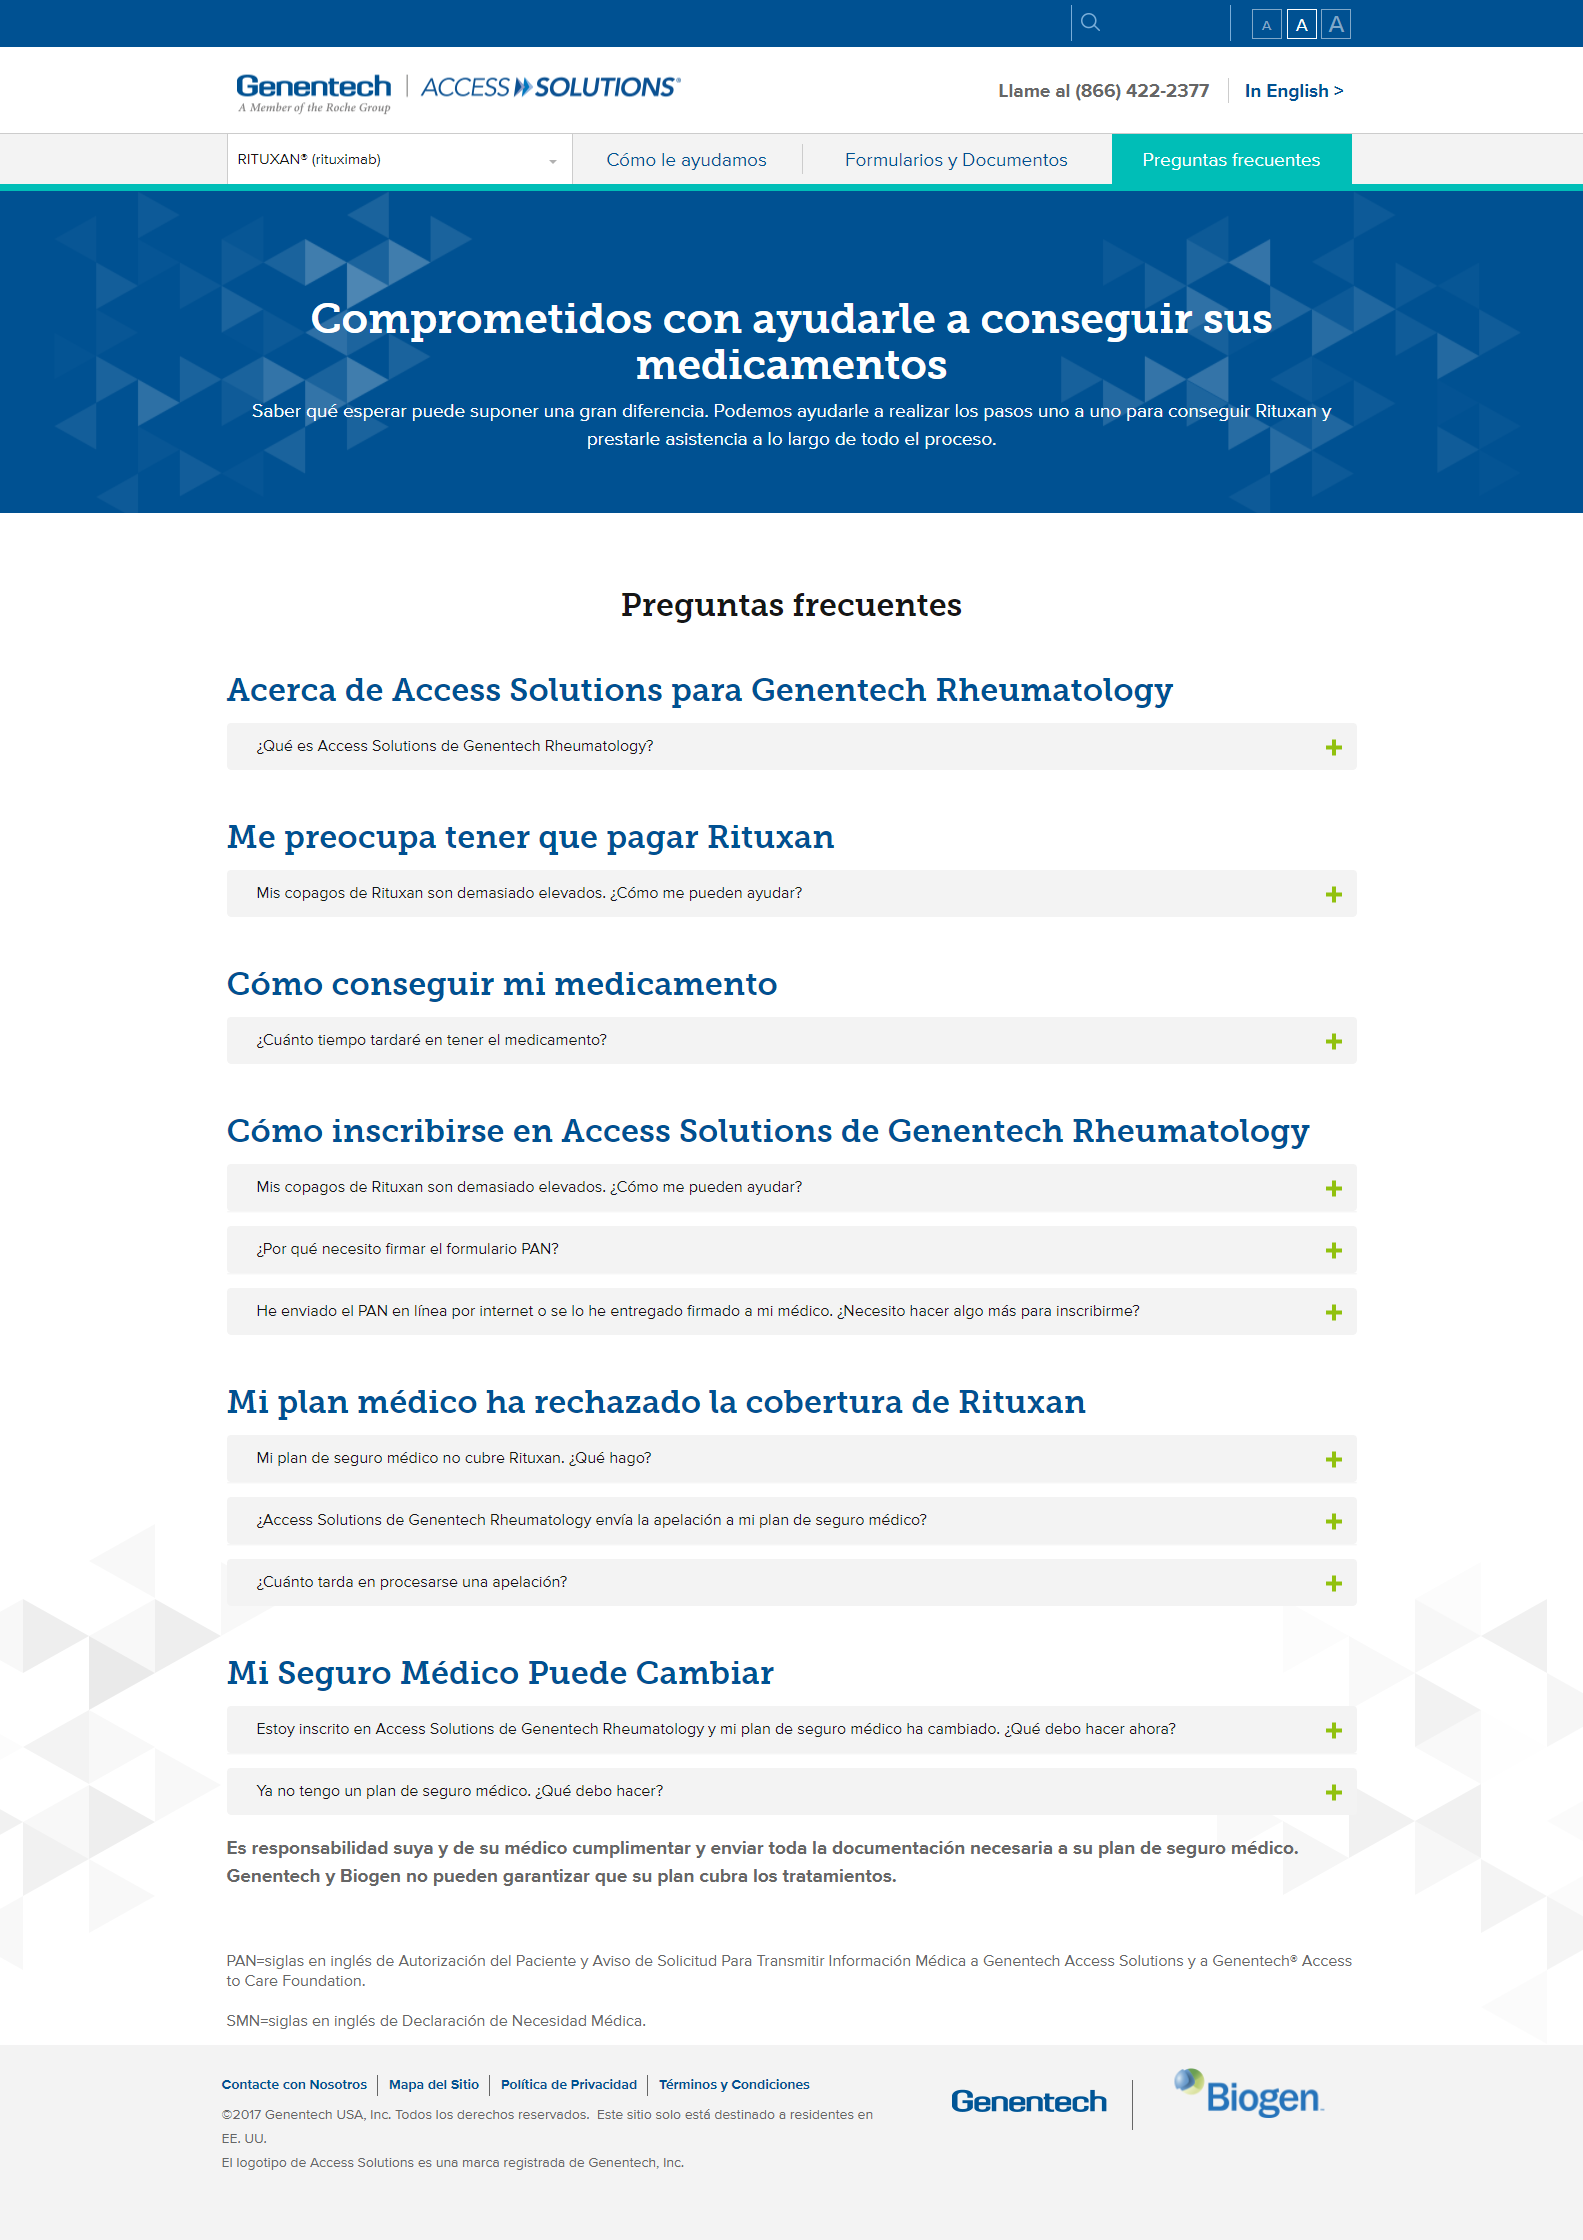 A A A
Genentech
A Member of the Roche Group
ACCESS SOLUTIONS®
Llame al (866) 422-2377
In English >
RITUXAN® (rituximab)
Cómo le ayudamos
Formularios y Documentos
Preguntas frecuentes
Comprometidos con ayudarle a conseguir sus
medicamentos
Saber qué esperar puede suponer una gran diferencia. Podemos ayudarle a realizar los pasos uno a uno para conseguir Rituxan y
prestarle asistencia a lo largo de todo el proceso.
Preguntas frecuentes
Acerca de Access Solutions para Genentech Rheumatology
¿Qué es Access Solutions de Genentech Rheumatology?
Me preocupa tener que pagar Rituxan
Mis copagos de Rituxan son demasiado elevados. ¿Cómo me pueden ayudar?
Cómo conseguir mi medicamento
¿Cuánto tiempo tardaré en tener el medicamento?
Cómo inscribirse en Access Solutions de Genentech Rheumatology
Mis copagos de Rituxan son demasiado elevados. ¿Cómo me pueden ayudar?
¿Por qué necesito firmar el formulario PAN?
He enviado el PAN en línea por internet o se lo he entregado firmado a mi médico. ¿Necesito hacer algo más para inscribirme?
Mi plan médico ha rechazado la cobertura de Rituxan
Mi plan de seguro médico no cubre Rituxan. ¿Qué hago?
¿Access Solutions de Genentech Rheumatology envía la apelación a mi plan de seguro médico?
¿Cuánto tarda en procesarse una apelación?
Mi Seguro Médico Puede Cambiar
Estoy inscrito en Access Solutions de Genentech Rheumatology y mi plan de seguro médico ha cambiado. ¿Qué debo hacer ahora?
Ya no tengo un plan de seguro médico. ¿Qué debo hacer?
Es responsabilidad suya y de su médico cumplimentar y enviar toda la documentación necesaria a su plan de seguro médico.
Genentech y Biogen no pueden garantizar que su plan cubra los tratamientos.
PAN=siglas en inglés de Autorización del Paciente y Aviso de Solicitud Para Transmitir Información Médica a Genentech Access Solutions y a Genentech® Access
to Care Foundation.
SMN=siglas en inglés de Declaración de Necesidad Médica.
Contacte con Nosotros
Mapa del Sitio
Política de Privacidad
Términos y Condiciones
©2017 Genentech USA, Inc. Todos los derechos reservados. Este sitio solo está destinado a residentes en
EE. UU.
El logotipo de Access Solutions es una marca registrada de Genentech, Inc.
Genentech
Biogen